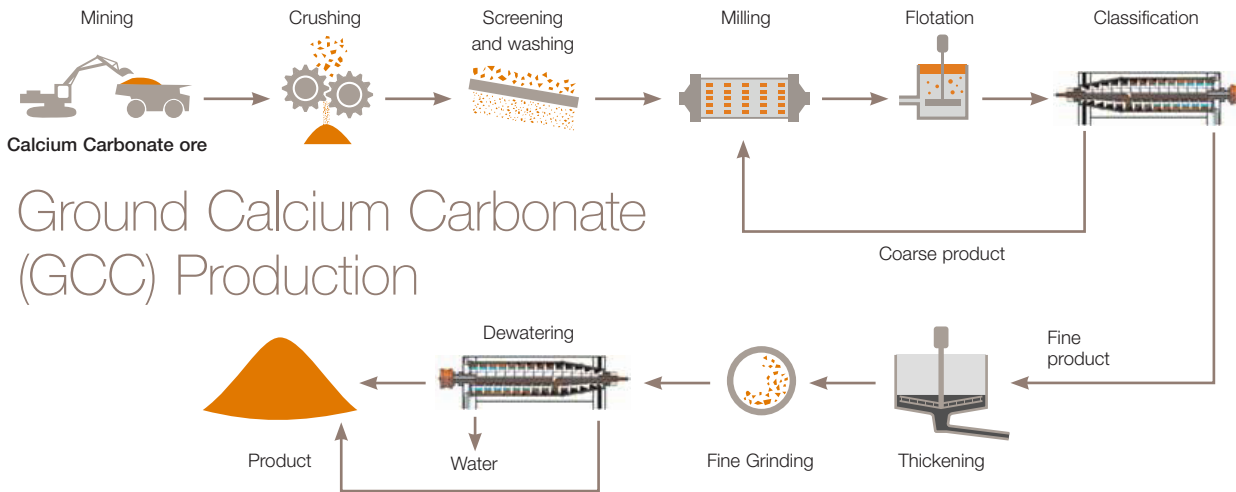 Mining
Crushing
Screening
and washing
Milling
Flotation
Classification
Calcium Carbonate ore
Ground Calcium Carbonate
(GCC) Production
Coarse product
Fine
product
Dewatering
Product
Water
Fine Grinding
Thickening